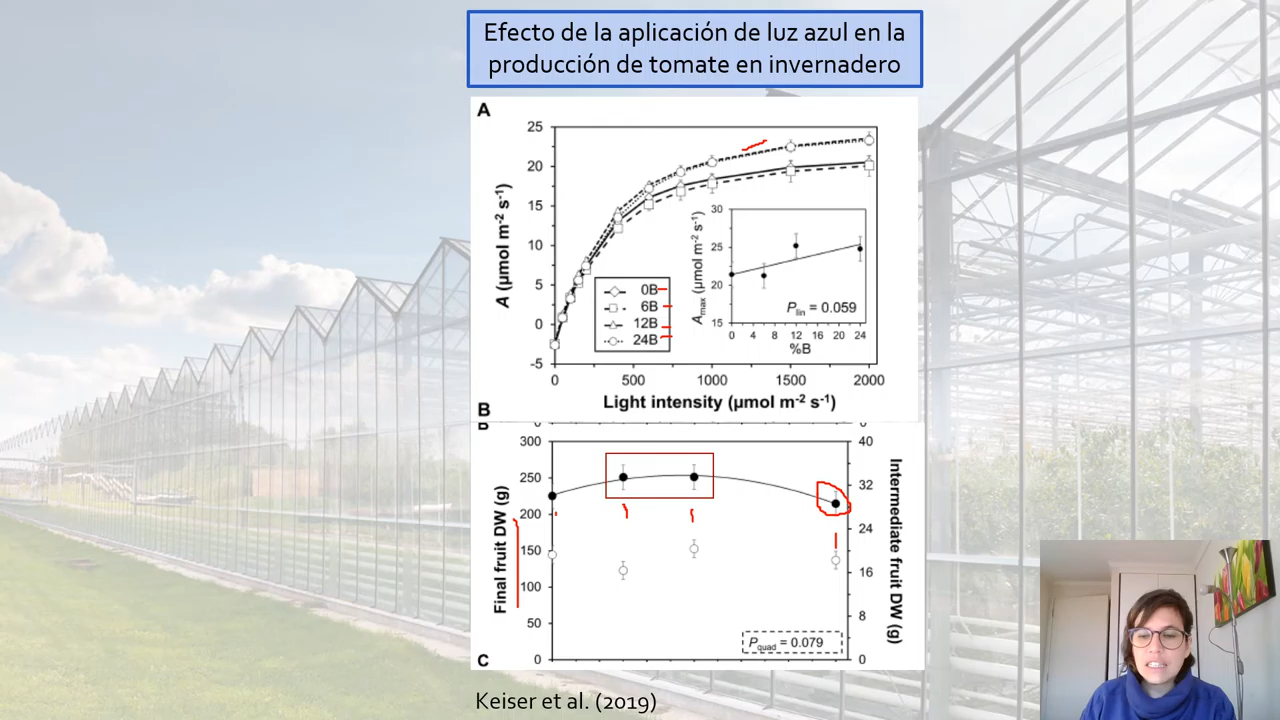 Efecto de la aplicación de luz azul en la
producción de tomate en invernadero
A
25
20
15
10
5
0
-5
A (µmol m⁻² s⁻¹)
0B
6B
12B
24B
30
25
20
15
Amax (µmol m⁻² s⁻¹)
Plin = 0.059
0 6 12 18 24
%B
0 500 1000 1500 2000
Light intensity (µmol m⁻² s⁻¹)
B
300
250
200
150
100
50
0
Final fruit DW (g)
40
32
24
16
8
0
Intermediate fruit DW (g)
Pquad = 0.079
C
Keiser et al. (2019)